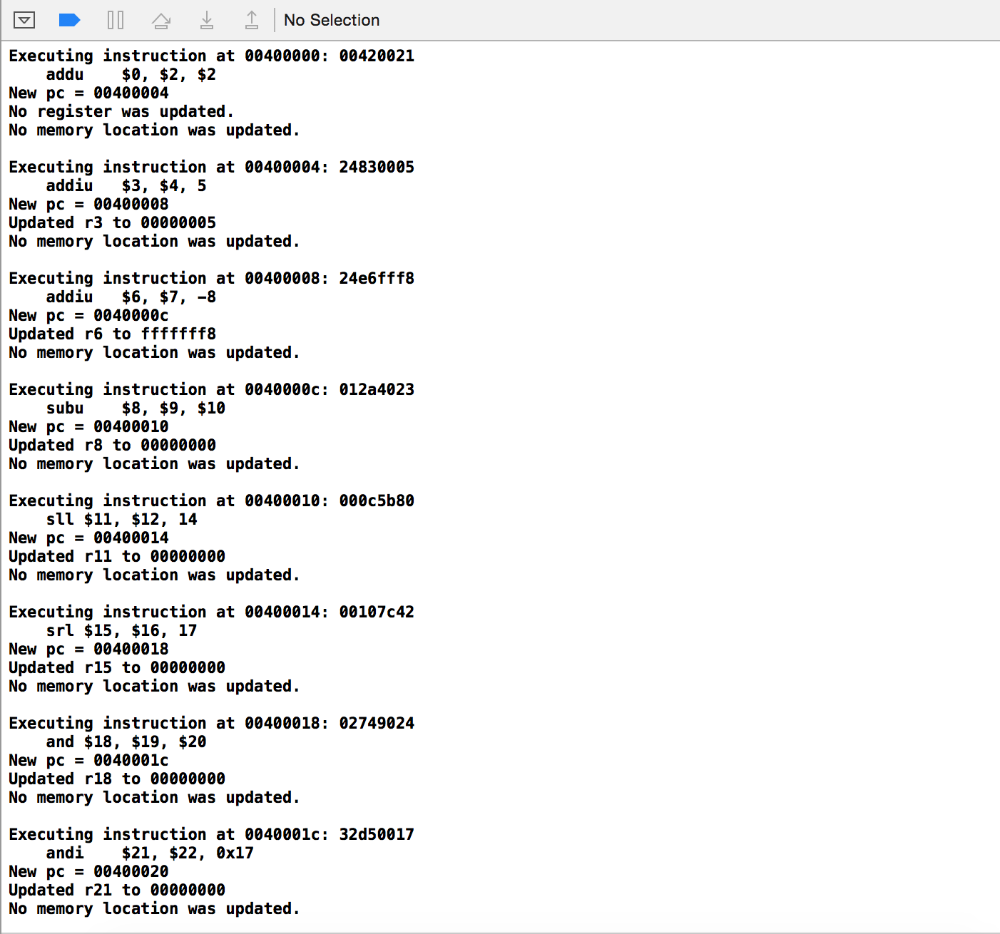 No Selection
Executing instruction at 00400000: 00420021
    addu    $0, $2, $2
New pc = 00400004
No register was updated.
No memory location was updated.

Executing instruction at 00400004: 24830005
    addiu   $3, $4, 5
New pc = 00400008
Updated r3 to 00000005
No memory location was updated.

Executing instruction at 00400008: 24e6fff8
    addiu   $6, $7, -8
New pc = 0040000c
Updated r6 to fffffff8
No memory location was updated.

Executing instruction at 0040000c: 012a4023
    subu    $8, $9, $10
New pc = 00400010
Updated r8 to 00000000
No memory location was updated.

Executing instruction at 00400010: 000c5b80
    sll $11, $12, 14
New pc = 00400014
Updated r11 to 00000000
No memory location was updated.

Executing instruction at 00400014: 00107c42
    srl $15, $16, 17
New pc = 00400018
Updated r15 to 00000000
No memory location was updated.

Executing instruction at 00400018: 02749024
    and $18, $19, $20
New pc = 0040001c
Updated r18 to 00000000
No memory location was updated.

Executing instruction at 0040001c: 32d50017
    andi    $21, $22, 0x17
New pc = 00400020
Updated r21 to 00000000
No memory location was updated.